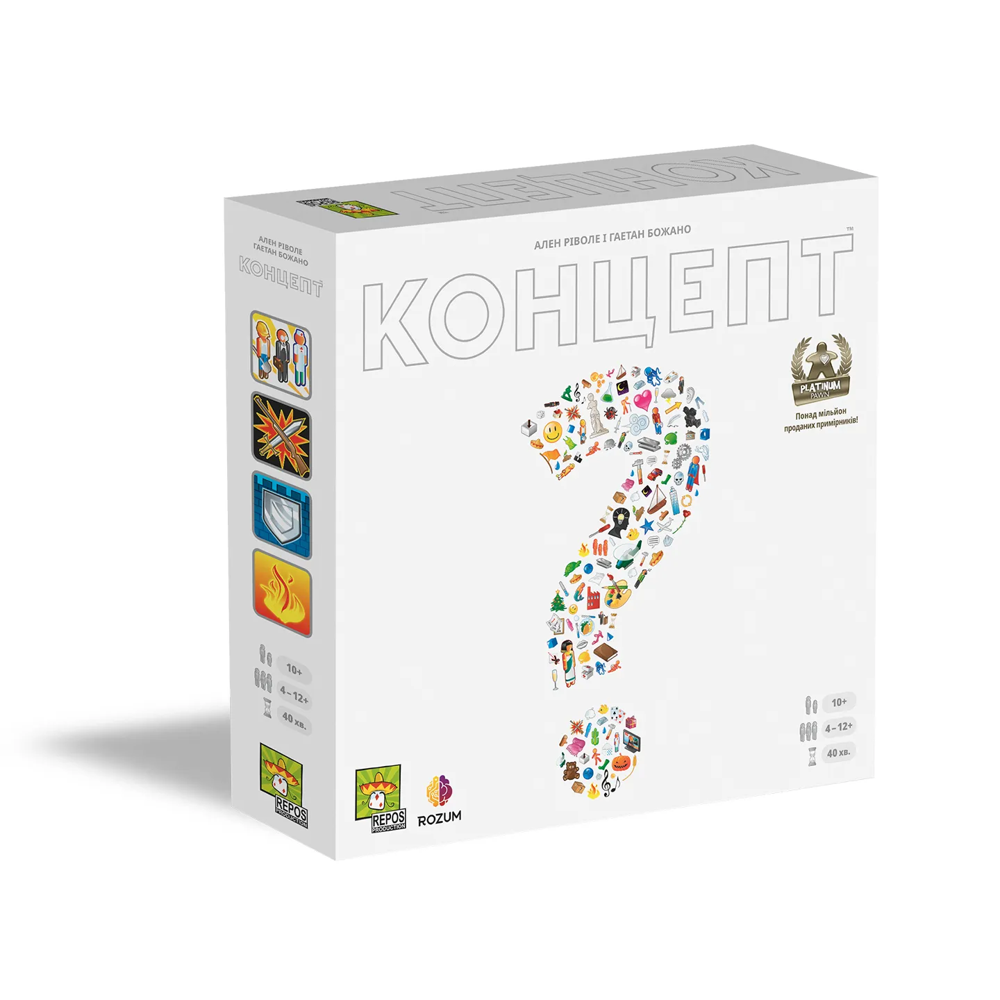 КОНЦЕПТ
АЛЕН РІВОЛЕ
ГАЕТАН БОЖАНО
КОНЦЕПТ
10+
4–12+
40 хв.
REPOS
PRODUCTION
АЛЕН РІВОЛЕ І ГАЕТАН БОЖАНО
КОНЦЕПТ™
PLATINUM
PAWN
Понад мільйон
проданих примірників!
10+
4–12+
40 хв.
REPOS
PRODUCTION
ROZUM